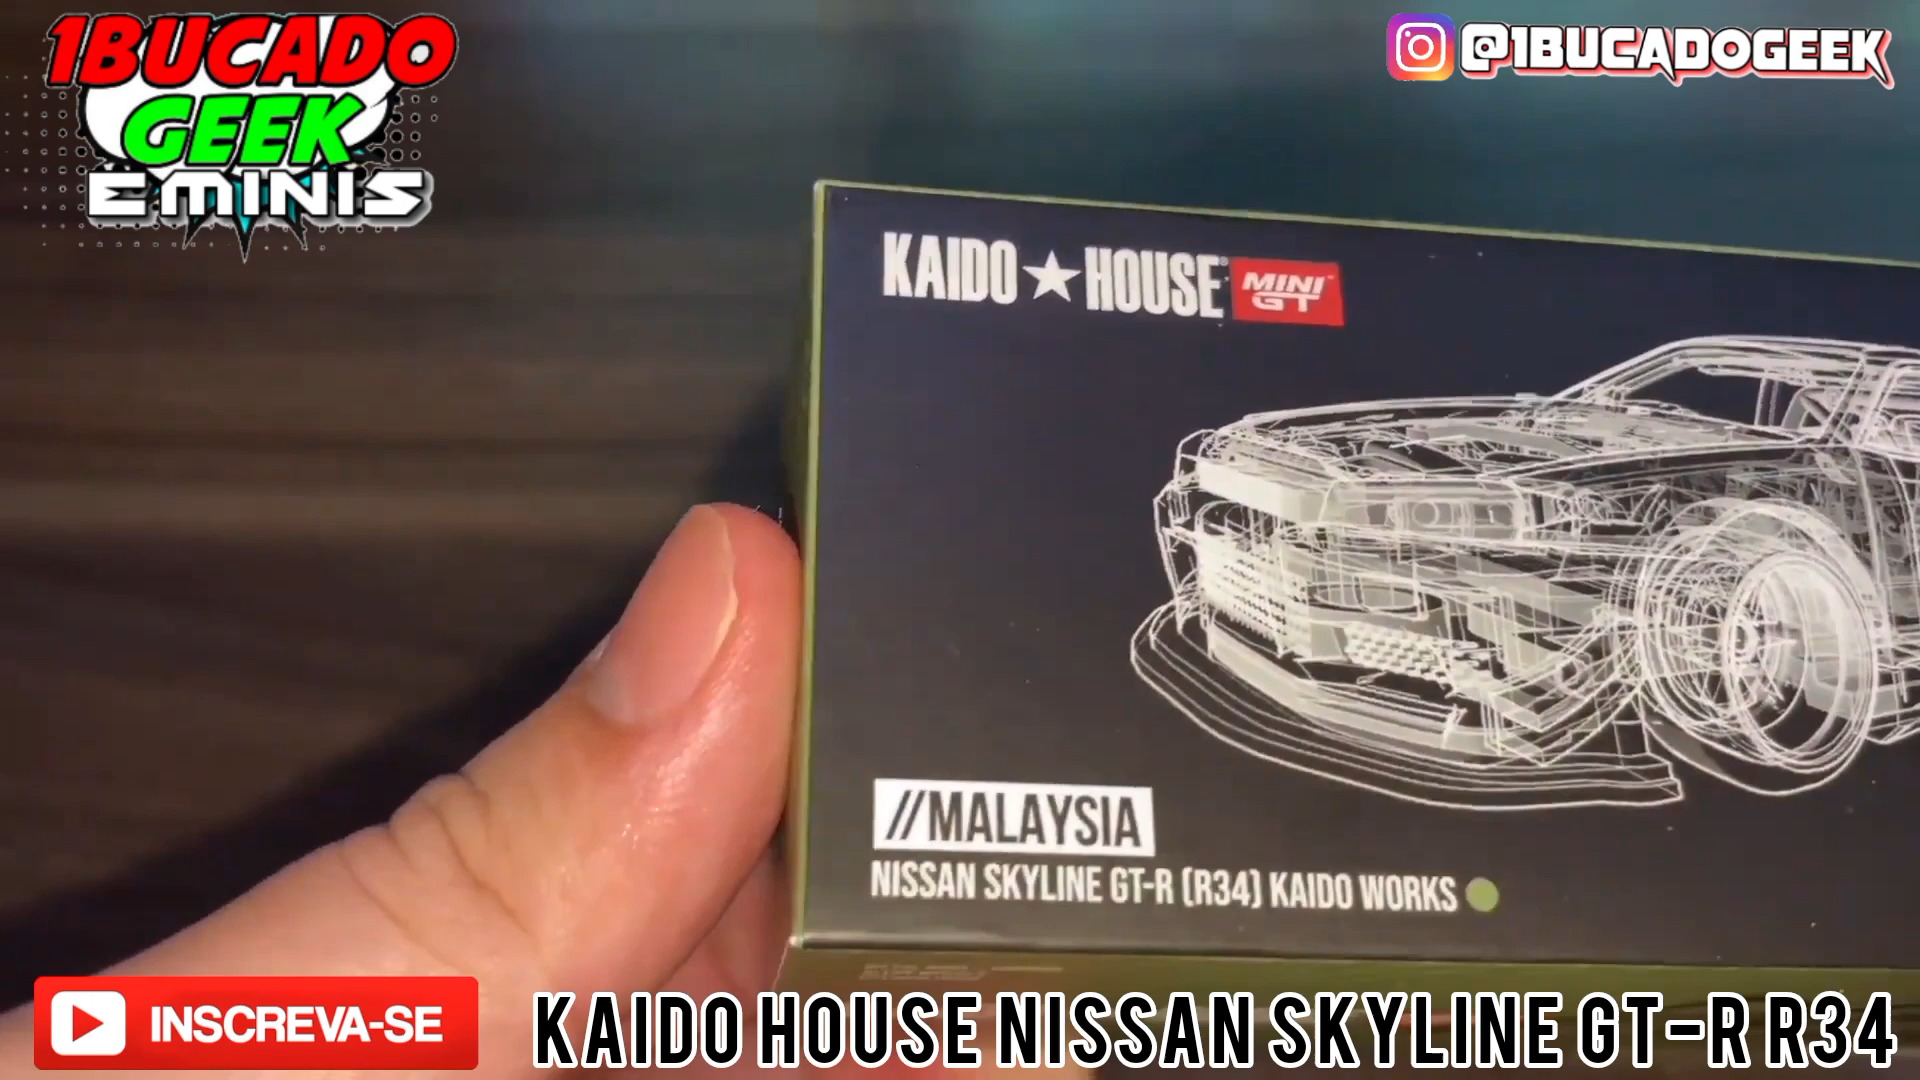 1BUCADO
GEEK
EMINIS
@1BUCADOGEEK
KAIDO★HOUSE® MINI GT™
//MALAYSIA
NISSAN SKYLINE GT-R (R34) KAIDO WORKS
INSCREVA-SE
KAIDO HOUSE NISSAN SKYLINE GT-R R34